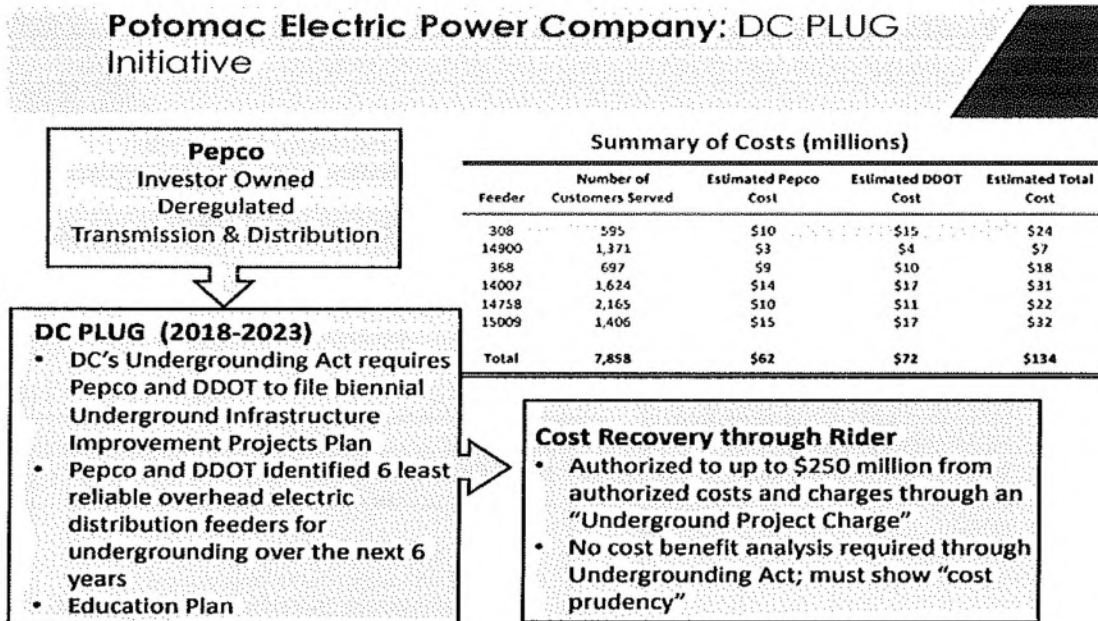 Potomac Electric Power Company: DC PLUG
Initiative
Pepco
Investor Owned
Deregulated
Transmission & Distribution
Summary of Costs (millions)
Feeder Number of Customers Served Estimated Pepco Cost Estimated DDOT Cost Estimated Total Cost
308 595 $10 $15 $24
14900 1,371 $3 $4 $7
368 697 $9 $10 $18
14007 1,624 $14 $17 $31
14758 2,165 $10 $11 $22
15009 1,406 $15 $17 $32
Total 7,858 $62 $72 $134
DC PLUG (2018-2023)
• DC's Undergrounding Act requires
Pepco and DDOT to file biennial
Underground Infrastructure
Improvement Projects Plan
• Pepco and DDOT identified 6 least
reliable overhead electric
distribution feeders for
undergrounding over the next 6
years
• Education Plan
Cost Recovery through Rider
• Authorized to up to $250 million from
authorized costs and charges through an
"Underground Project Charge"
• No cost benefit analysis required through
Undergrounding Act; must show "cost
prudency"